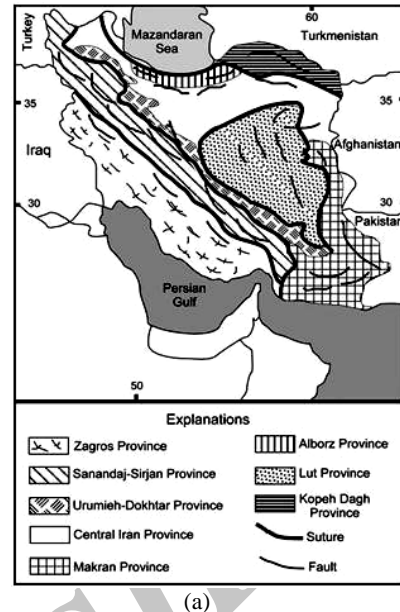 60
Turkey
Mazandaran
Sea
Turkmenistan
35
35
Afghanistan
Iraq
30
30
Pakistan
Persian
Gulf
50
Explanations
Zagros Province
Sanandaj-Sirjan Province
Urumieh-Dokhtar Province
Central Iran Province
Makran Province
Alborz Province
Lut Province
Kopeh Dagh
Province
Suture
Fault
(a)